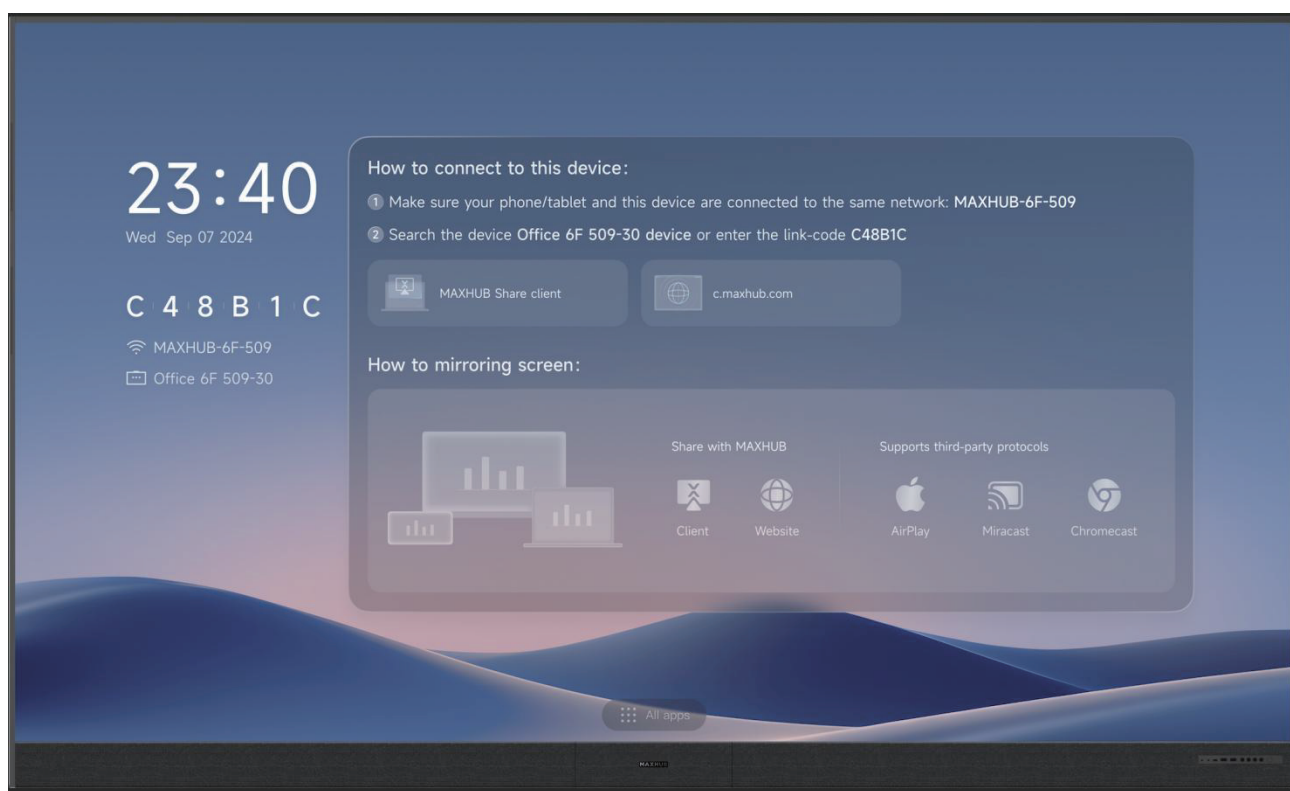 23:40
Wed Sep 07 2024
C 4 8 B 1 C
MAXHUB-6F-509
Office 6F 509-30
How to connect to this device:
1 Make sure your phone/tablet and this device are connected to the same network: MAXHUB-6F-509
2 Search the device Office 6F 509-30 device or enter the link-code C48B1C
MAXHUB Share client
c.maxhub.com
How to mirroring screen:
Share with MAXHUB
Client
Website
Supports third-party protocols
AirPlay
Miracast
Chromecast
All apps
MAXHUB